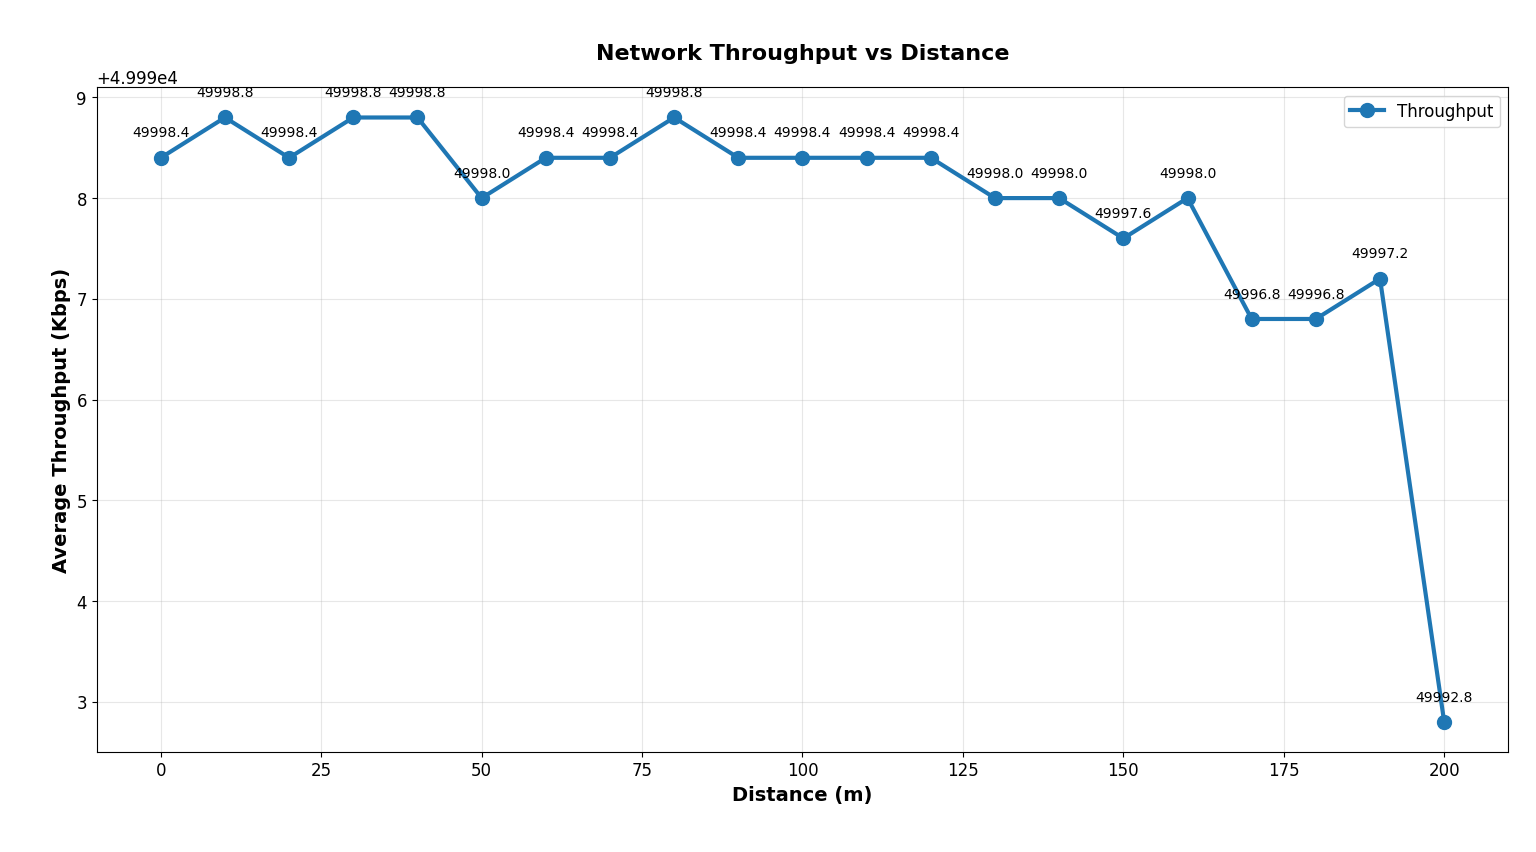 Network Throughput vs Distance
+4.999e4
49998.8 49998.8 49998.8 49998.8
9
Throughput
49998.4 49998.4 49998.4 49998.4 49998.4 49998.4 49998.4 49998.4
49998.0 49998.0 49998.0 49998.0
8
49997.6
49997.2
7
49996.8 49996.8
6
5
4
3
49992.8
0 25 50 75 100 125 150 175 200
Distance (m)
Average Throughput (Kbps)